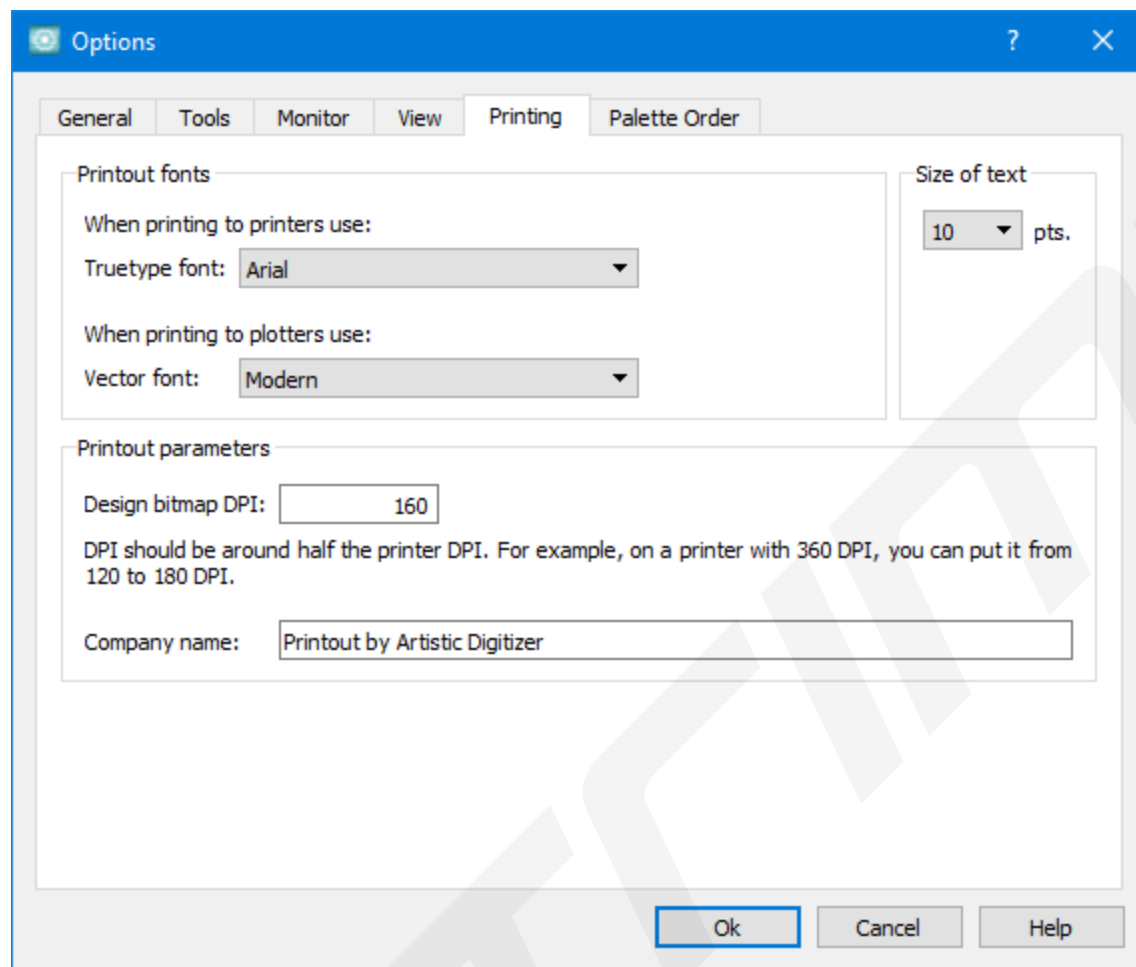 Options
General Tools Monitor View Printing Palette Order
Printout fonts
When printing to printers use:
Truetype font: Arial
When printing to plotters use:
Vector font: Modern
Size of text
10 pts.
Printout parameters
Design bitmap DPI: 160
DPI should be around half the printer DPI. For example, on a printer with 360 DPI, you can put it from
120 to 180 DPI.
Company name: Printout by Artistic Digitizer
Ok Cancel Help